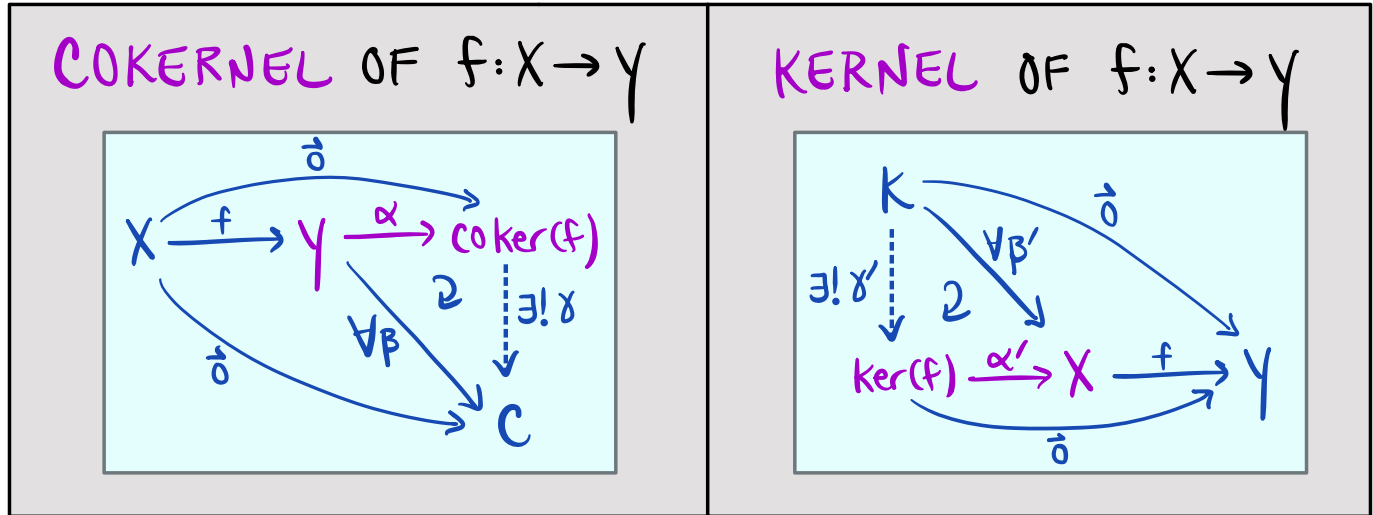 COKERNEL OF f: X → Y
0⃗
X f Y α coker(f)
∀β ∃! γ
0⃗
C
KERNEL OF f: X → Y
K
0⃗
∃! γ′ ∀β′
ker(f) α′ X f Y
0⃗